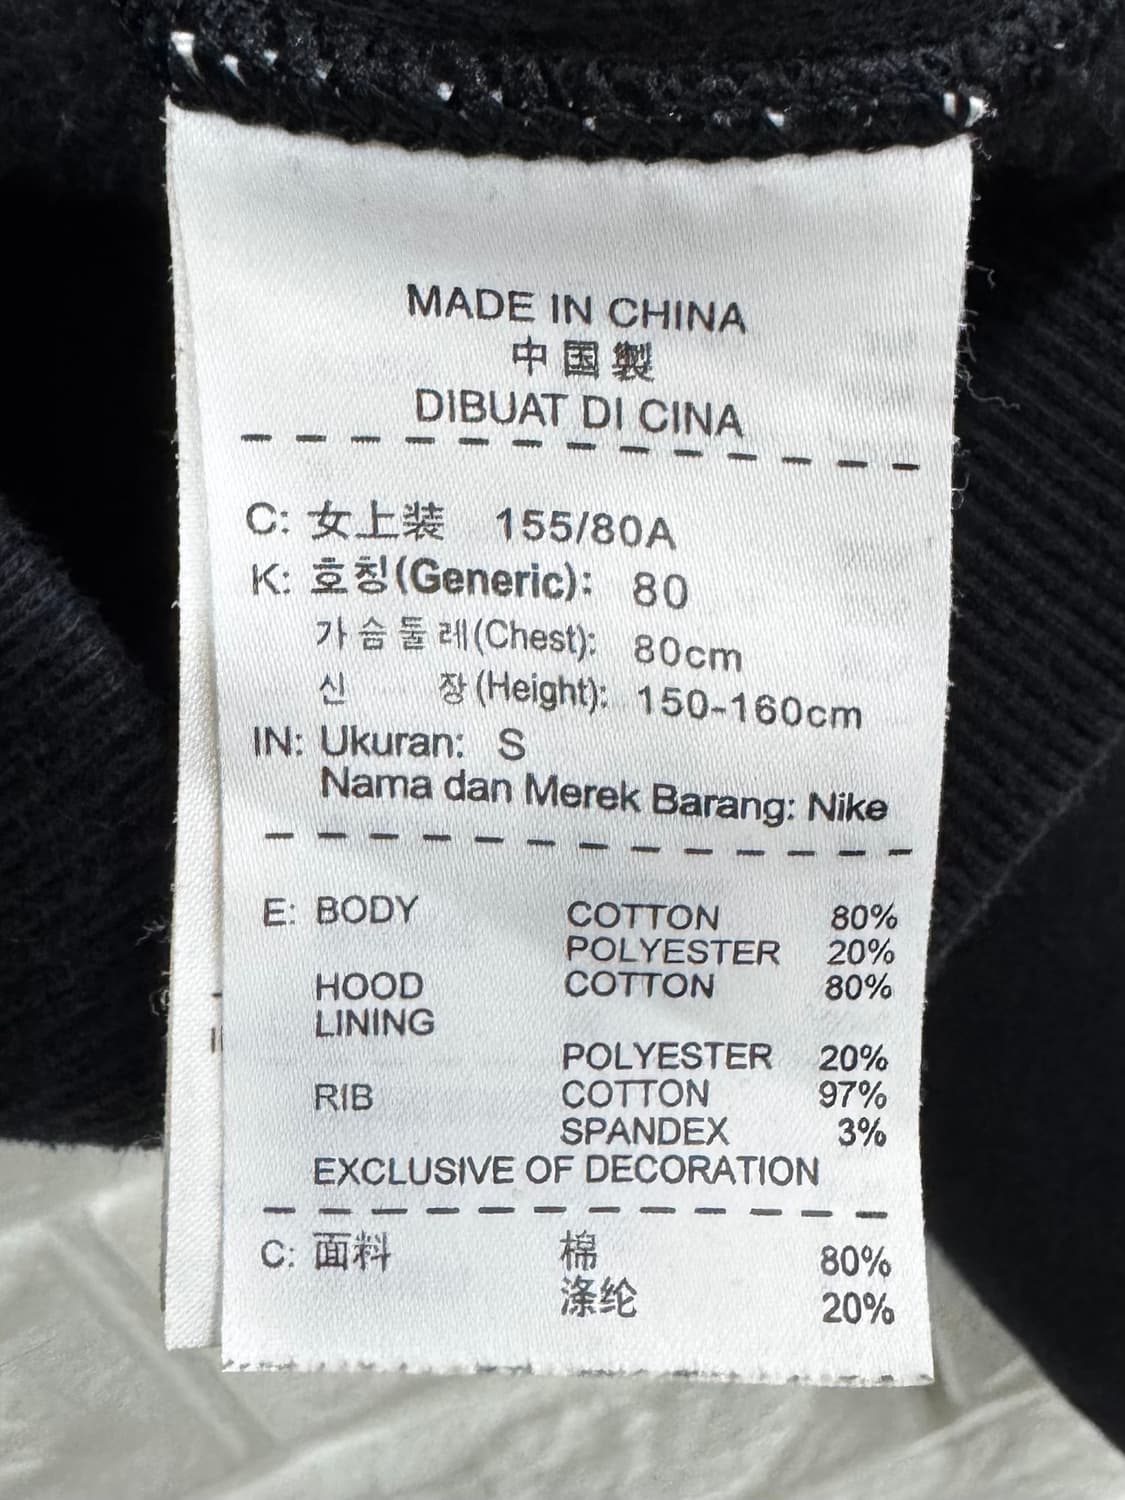 MADE IN CHINA
中国製
DIBUAT DI CINA
C: 女上装 155/80A
K: 호칭(Generic): 80
가슴둘레(Chest): 80cm
신 장(Height): 150-160cm
IN: Ukuran: S
Nama dan Merek Barang: Nike
E: BODY COTTON 80%
POLYESTER 20%
HOOD COTTON 80%
LINING
POLYESTER 20%
RIB COTTON 97%
SPANDEX 3%
EXCLUSIVE OF DECORATION
C: 面料 棉 80%
涤纶 20%